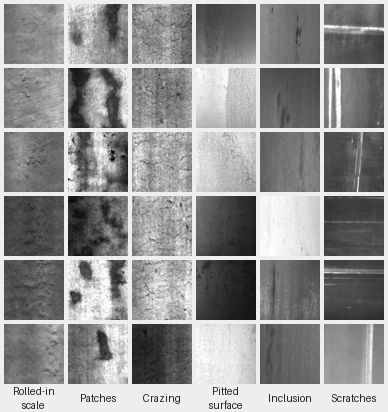 Rolled-in scale
Patches
Crazing
Pitted surface
Inclusion
Scratches